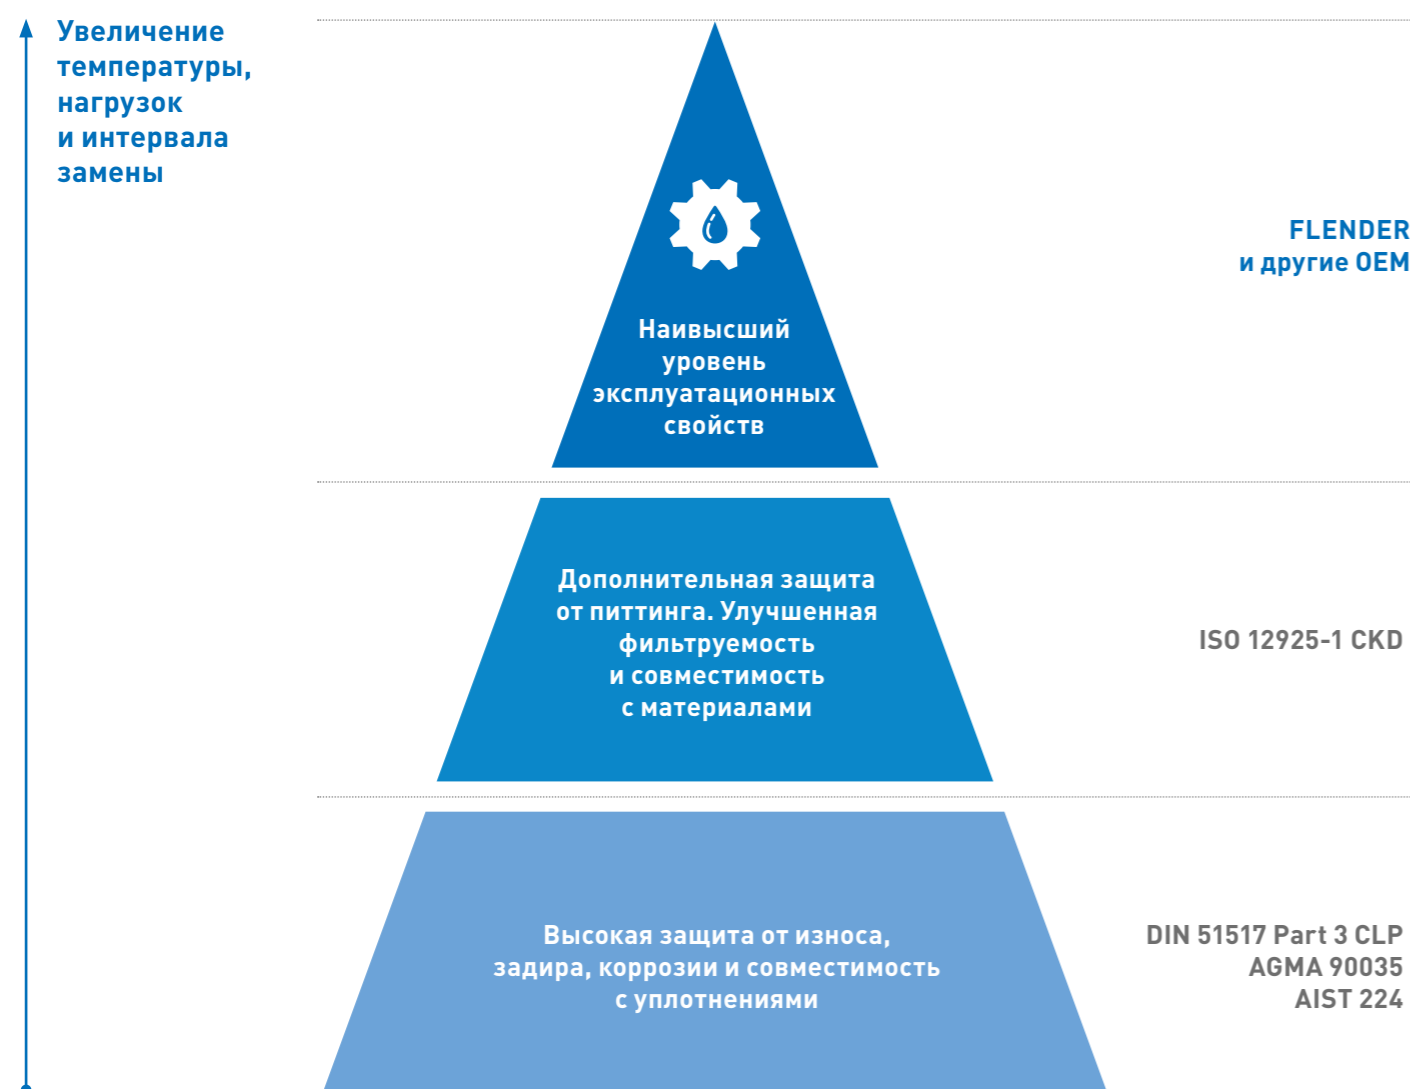 Увеличение
температуры,
нагрузок
и интервала
замены
FLENDER
и другие OEM
Наивысший
уровень
эксплуатационных
свойств
Дополнительная защита
от питтинга. Улучшенная
фильтруемость
и совместимость
с материалами
ISO 12925-1 CKD
Высокая защита от износа,
задира, коррозии и совместимость
с уплотнениями
DIN 51517 Part 3 CLP
AGMA 90035
AIST 224